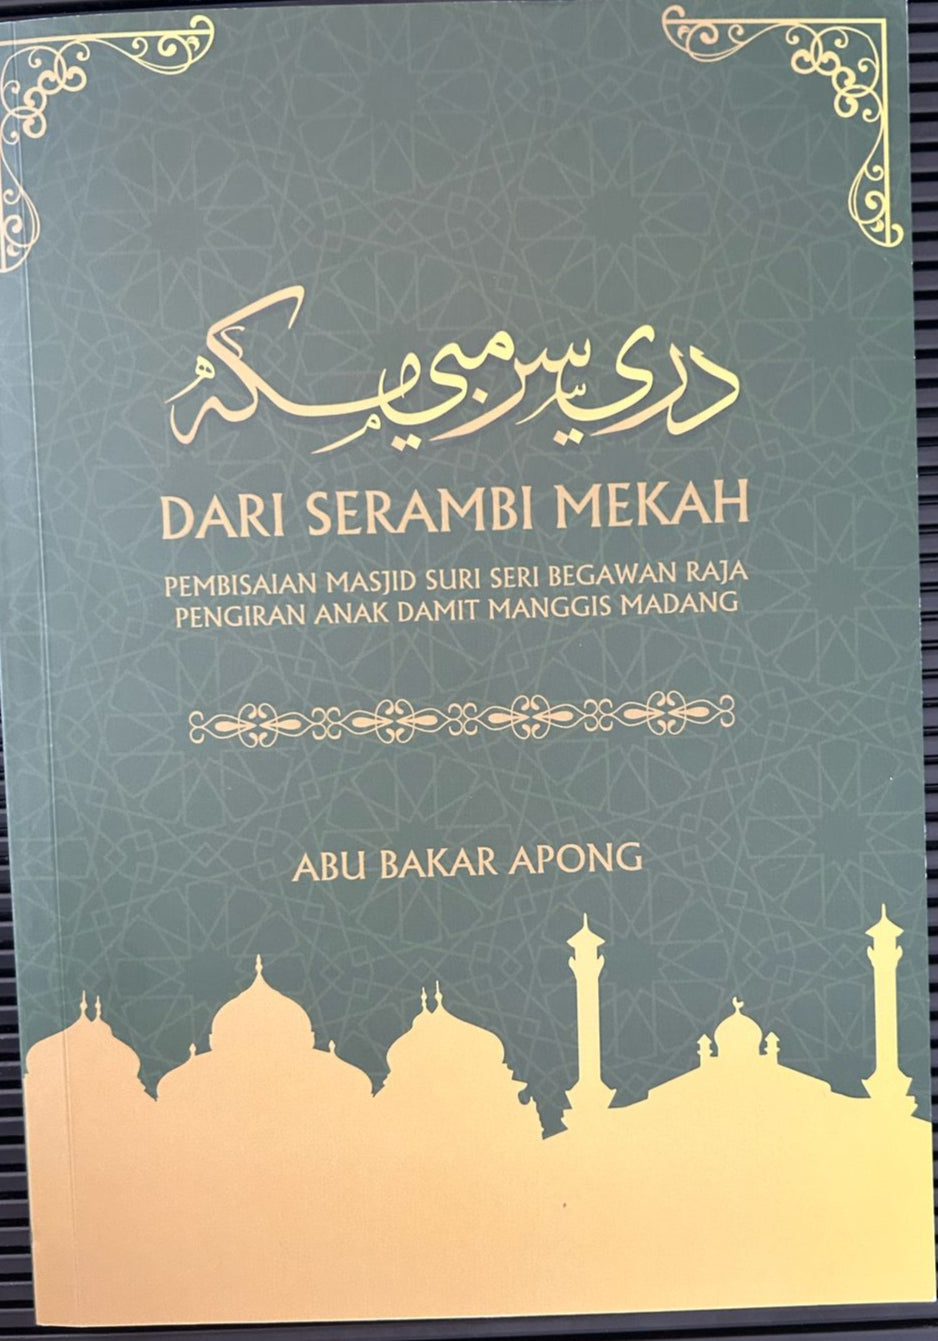 دري سرمبي مکه
DARI SERAMBI MEKAH
PEMBISAIAN MASJID SURI SERI BEGAWAN RAJA
PENGIRAN ANAK DAMIT MANGGIS MADANG
ABU BAKAR APONG